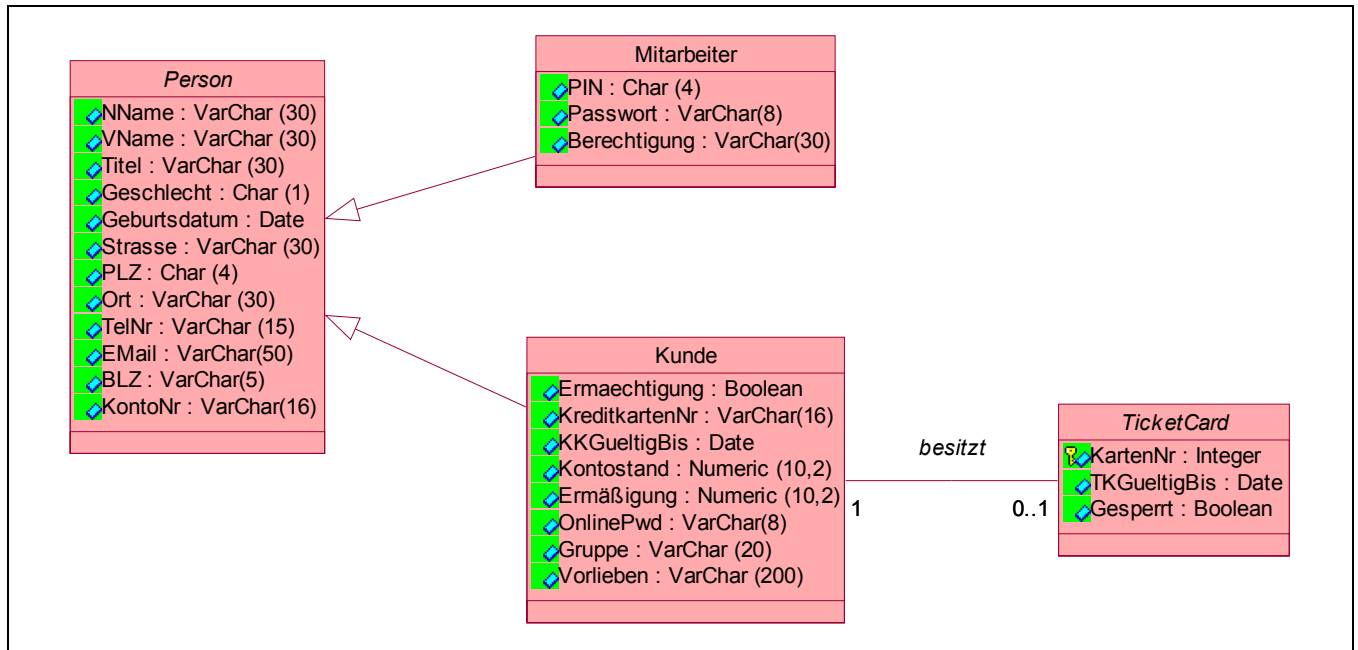 Person
NName : VarChar (30)
VName : VarChar (30)
Titel : VarChar (30)
Geschlecht : Char (1)
Geburtsdatum : Date
Strasse : VarChar (30)
PLZ : Char (4)
Ort : VarChar (30)
TelNr : VarChar (15)
EMail : VarChar(50)
BLZ : VarChar(5)
KontoNr : VarChar(16)
Mitarbeiter
PIN : Char (4)
Passwort : VarChar(8)
Berechtigung : VarChar(30)
Kunde
Ermaechtigung : Boolean
KreditkartenNr : VarChar(16)
KKGueltigBis : Date
Kontostand : Numeric (10,2)
Ermäßigung : Numeric (10,2)
OnlinePwd : VarChar(8)
Gruppe : VarChar (20)
Vorlieben : VarChar (200)
besitzt
1
0..1
TicketCard
KartenNr : Integer
TKGueltigBis : Date
Gesperrt : Boolean